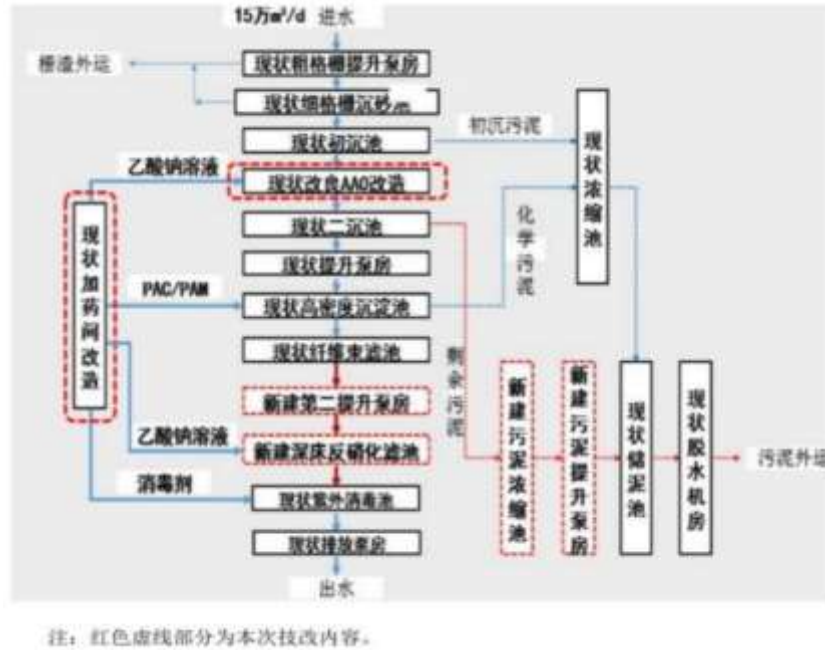 15万m³/d 进水
栅渣外运
现状粗格栅提升泵房
现状细格栅沉砂池
现状初沉池
初沉污泥
现状浓缩池
乙酸钠溶液
现状改良AAO改造
现状加药间改造
现状二沉池
化学污泥
现状提升泵房
PAC/PAM
现状高密度沉淀池
现状纤维束滤池
剩余污泥
新建第二提升泵房
乙酸钠溶液
新建深床反硝化滤池
新建污泥浓缩池
新建污泥提升泵房
现状储泥池
现状脱水机房
污泥外运
消毒剂
现状紫外消毒池
现状排放泵房
出水
注：红色虚线部分为本次技改内容。